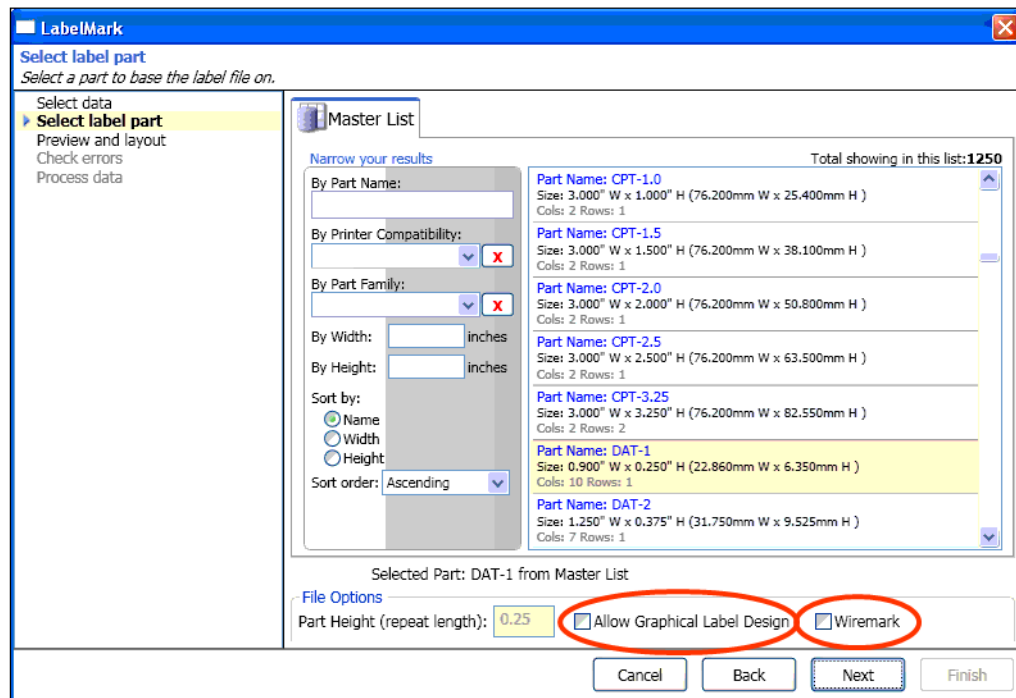 LabelMark
Select label part
Select a part to base the label file on.
Select data
Select label part
Preview and layout
Check errors
Process data
Master List
Narrow your results
Total showing in this list:1250
By Part Name:
By Printer Compatibility:
x
By Part Family:
x
By Width: inches
By Height: inches
Sort by:
Name
Width
Height
Sort order: Ascending
Part Name: CPT-1.0
Size: 3.000" W x 1.000" H (76.200mm W x 25.400mm H )
Cols: 2 Rows: 1
Part Name: CPT-1.5
Size: 3.000" W x 1.500" H (76.200mm W x 38.100mm H )
Cols: 2 Rows: 1
Part Name: CPT-2.0
Size: 3.000" W x 2.000" H (76.200mm W x 50.800mm H )
Cols: 2 Rows: 1
Part Name: CPT-2.5
Size: 3.000" W x 2.500" H (76.200mm W x 63.500mm H )
Cols: 2 Rows: 1
Part Name: CPT-3.25
Size: 3.000" W x 3.250" H (76.200mm W x 82.550mm H )
Cols: 2 Rows: 2
Part Name: DAT-1
Size: 0.900" W x 0.250" H (22.860mm W x 6.350mm H )
Cols: 10 Rows: 1
Part Name: DAT-2
Size: 1.250" W x 0.375" H (31.750mm W x 9.525mm H )
Cols: 7 Rows: 1
Selected Part: DAT-1 from Master List
File Options
Part Height (repeat length): 0.25 Allow Graphical Label Design Wiremark
Cancel Back Next Finish